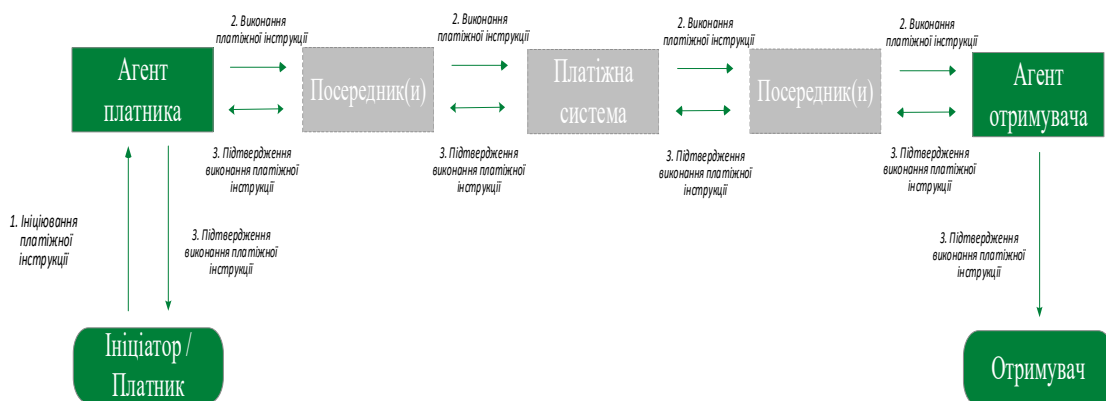 2. Виконання
платіжної інструкції
2. Виконання
платіжної інструкції
2. Виконання
платіжної інструкції
2. Виконання
платіжної інструкції
Агент
платника
Посередник(и)
Платіжна
система
Посередник(и)
Агент
отримувача
3. Підтвердження
виконання платіжної
інструкції
3. Підтвердження
виконання платіжної
інструкції
3. Підтвердження
виконання платіжної
інструкції
3. Підтвердження
виконання платіжної
інструкції
1. Ініціювання
платіжної
інструкції
3. Підтвердження
виконання платіжної
інструкції
3. Підтвердження
виконання платіжної
інструкції
Ініціатор /
Платник
Отримувач